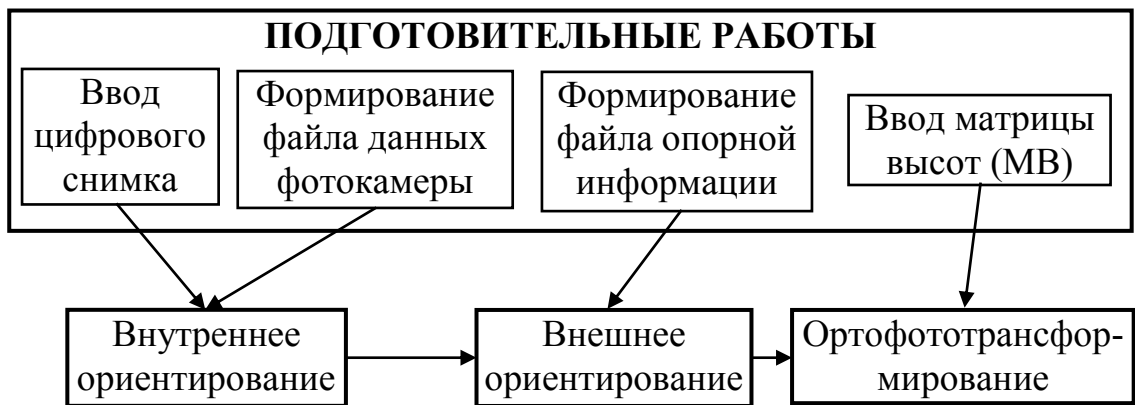 ПОДГОТОВИТЕЛЬНЫЕ РАБОТЫ
Ввод
цифрового
снимка
Формирование
файла данных
фотокамеры
Формирование
файла опорной
информации
Ввод матрицы
высот (МВ)
Внутреннее
ориентирование
Внешнее
ориентирование
Ортофототрансфор-
мирование